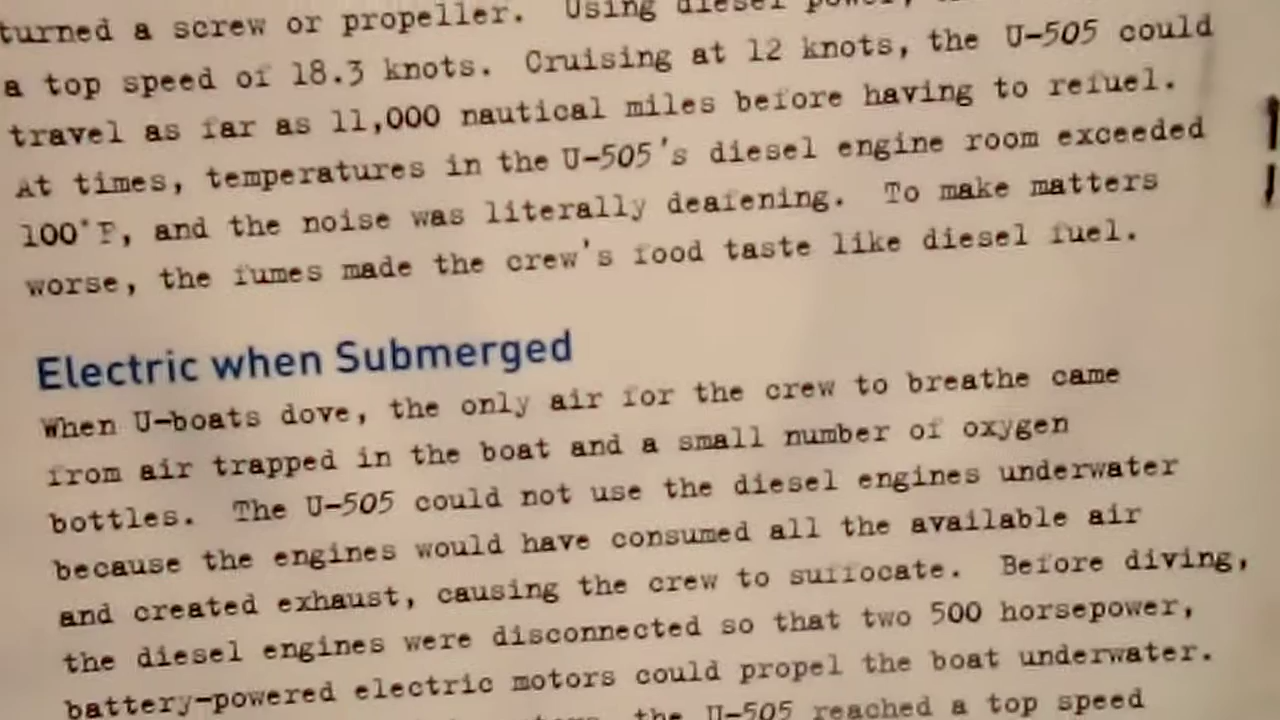 turned a screw or propeller. Using diesel power,
a top speed of 18.3 knots. Cruising at 12 knots, the U-505 could
travel as far as 11,000 nautical miles before having to refuel.
At times, temperatures in the U-505's diesel engine room exceeded
100°F, and the noise was literally deafening. To make matters
worse, the fumes made the crew's food taste like diesel fuel.
Electric when Submerged
When U-boats dove, the only air for the crew to breathe came
from air trapped in the boat and a small number of oxygen
bottles. The U-505 could not use the diesel engines underwater
because the engines would have consumed all the available air
and created exhaust, causing the crew to suffocate. Before diving,
the diesel engines were disconnected so that two 500 horsepower,
battery-powered electric motors could propel the boat underwater.
the U-505 reached a top speed